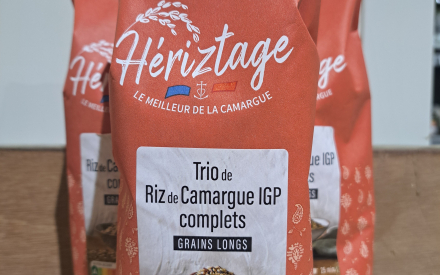 Hériztage
LE MEILLEUR DE LA CAMARGUE
Trio de
Riz de Camargue IGP
complets
GRAINS LONGS